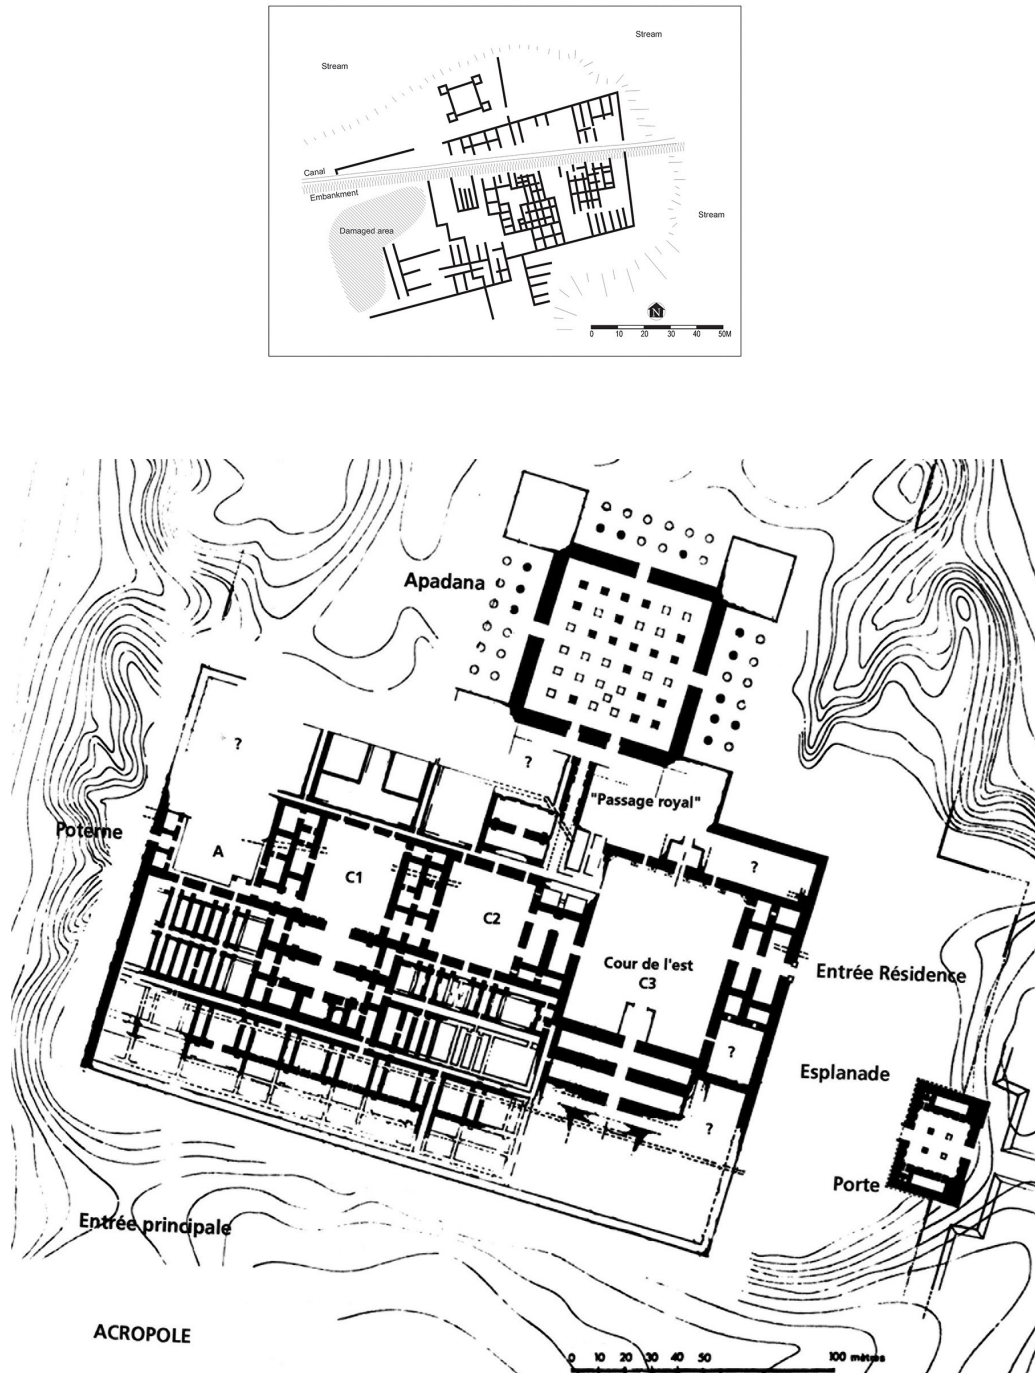 Stream
Stream
Canal
Embankment
Damaged area
Stream
N
0 10 20 30 40 50M
Apadana
?
?
"Passage royal"
Poterne
A
C1
?
C2
Cour de l'est
C3
Entrée Résidence
?
Esplanade
?
Porte
Entrée principale
ACROPOLE
0 10 20 30 40 50 100 mètres